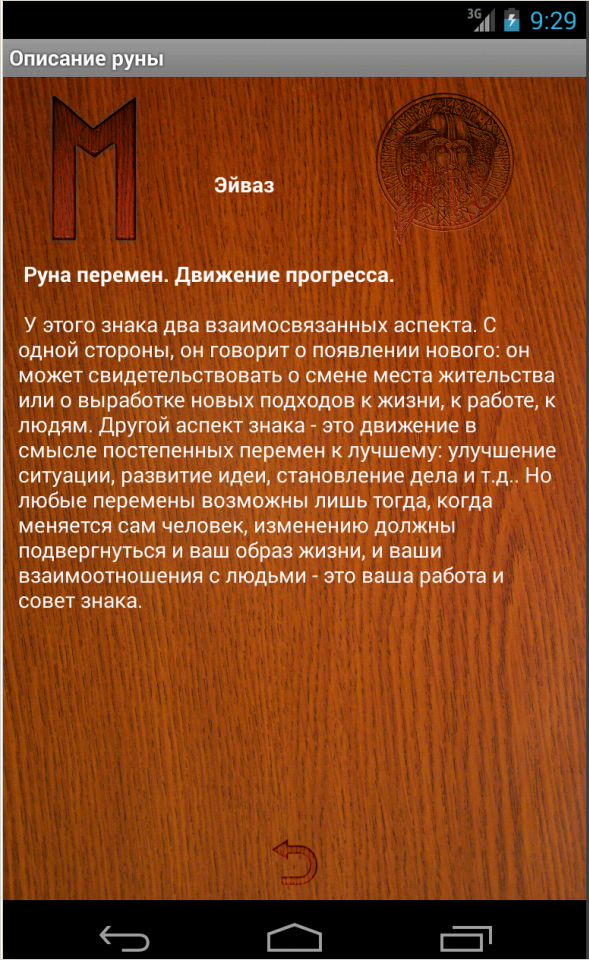 3G
9:29
Описание руны
Эйваз
Руна перемен. Движение прогресса.
У этого знака два взаимосвязанных аспекта. С
одной стороны, он говорит о появлении нового: он
может свидетельствовать о смене места жительства
или о выработке новых подходов к жизни, к работе, к
людям. Другой аспект знака - это движение в
смысле постепенных перемен к лучшему: улучшение
ситуации, развитие идеи, становление дела и т.д.. Но
любые перемены возможны лишь тогда, когда
меняется сам человек, изменению должны
подвергнуться и ваш образ жизни, и ваши
взаимоотношения с людьми - это ваша работа и
совет знака.